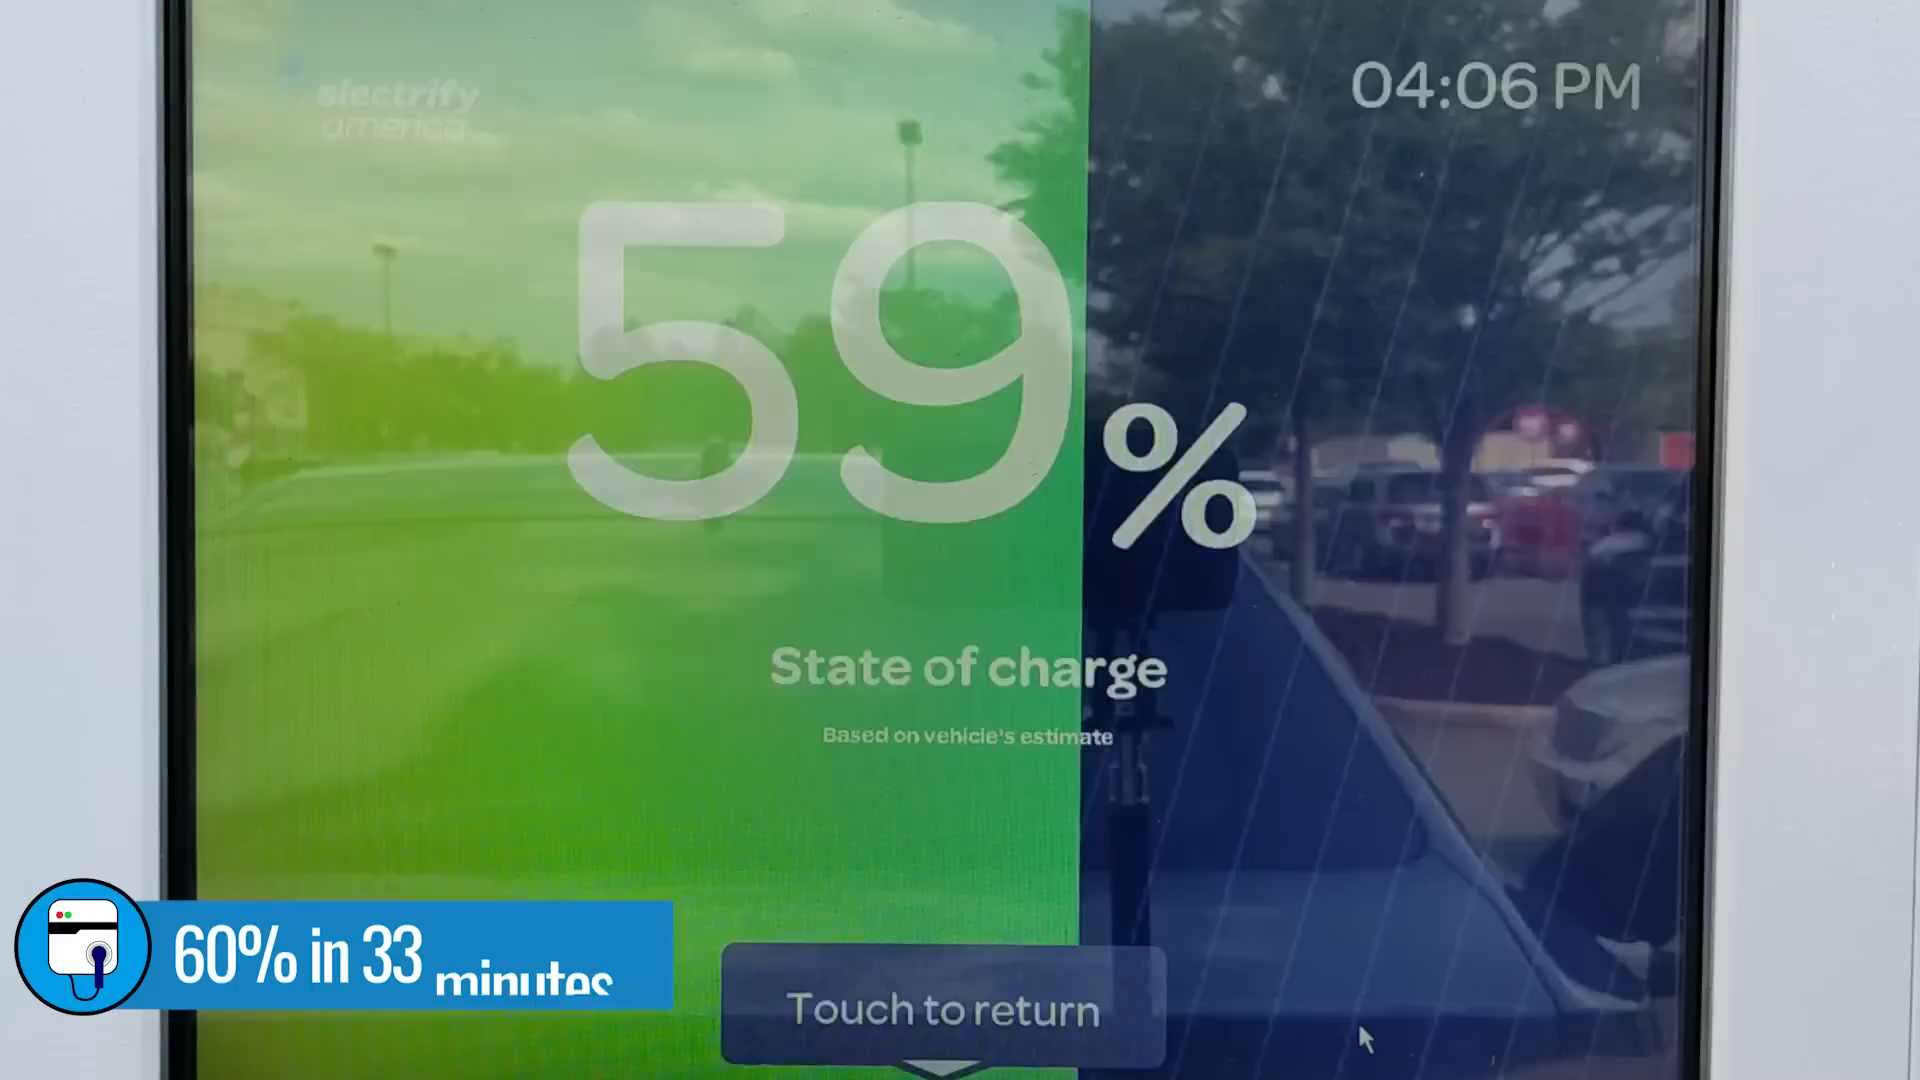 electrify
america
04:06 PM
59%
State of charge
Based on vehicle's estimate
60% in 33 minutes
Touch to return